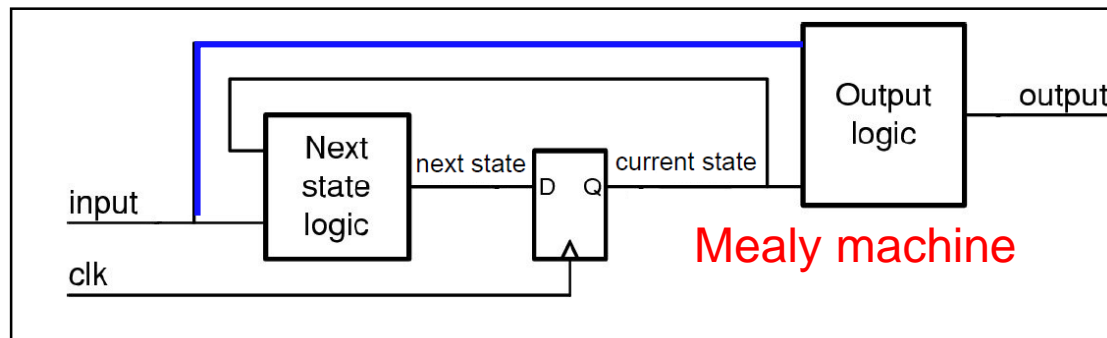 Output
logic
output
Next
state
logic
next state
current state
D
Q
input
Mealy machine
clk